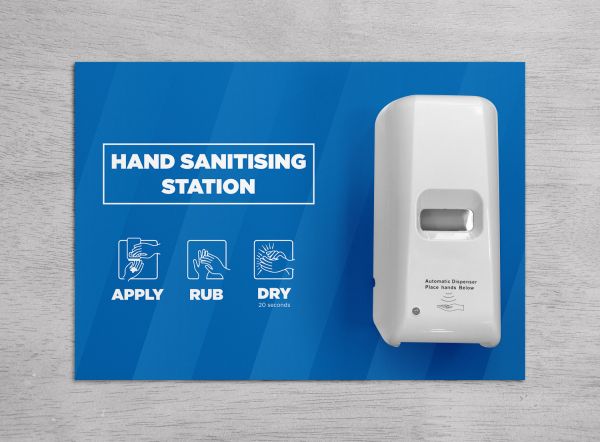 HAND SANITISING
STATION
APPLY
RUB
DRY
20 seconds
Automatic Dispenser
Place hands Below